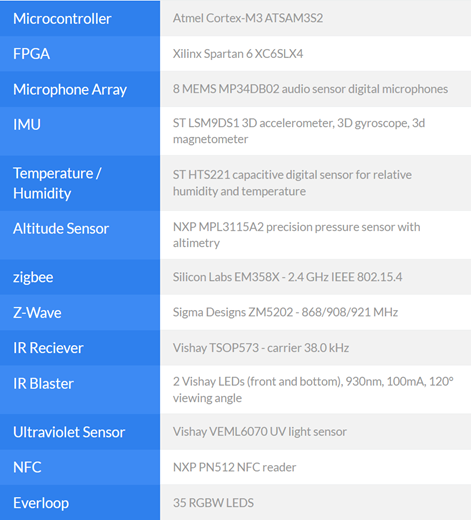 Microcontroller
Atmel Cortex-M3 ATSAM3S2
FPGA
Xilinx Spartan 6 XC6SLX4
Microphone Array
8 MEMS MP34DB02 audio sensor digital microphones
IMU
ST LSM9DS1 3D accelerometer, 3D gyroscope, 3d
magnetometer
Temperature /
Humidity
ST HTS221 capacitive digital sensor for relative
humidity and temperature
Altitude Sensor
NXP MPL3115A2 precision pressure sensor with
altimetry
zigbee
Silicon Labs EM358X - 2.4 GHz IEEE 802.15.4
Z-Wave
Sigma Designs ZM5202 - 868/908/921 MHz
IR Reciever
Vishay TSOP573 - carrier 38.0 kHz
IR Blaster
2 Vishay LEDs (front and bottom), 930nm, 100mA, 120°
viewing angle
Ultraviolet Sensor
Vishay VEML6070 UV light sensor
NFC
NXP PN512 NFC reader
Everloop
35 RGBW LEDS